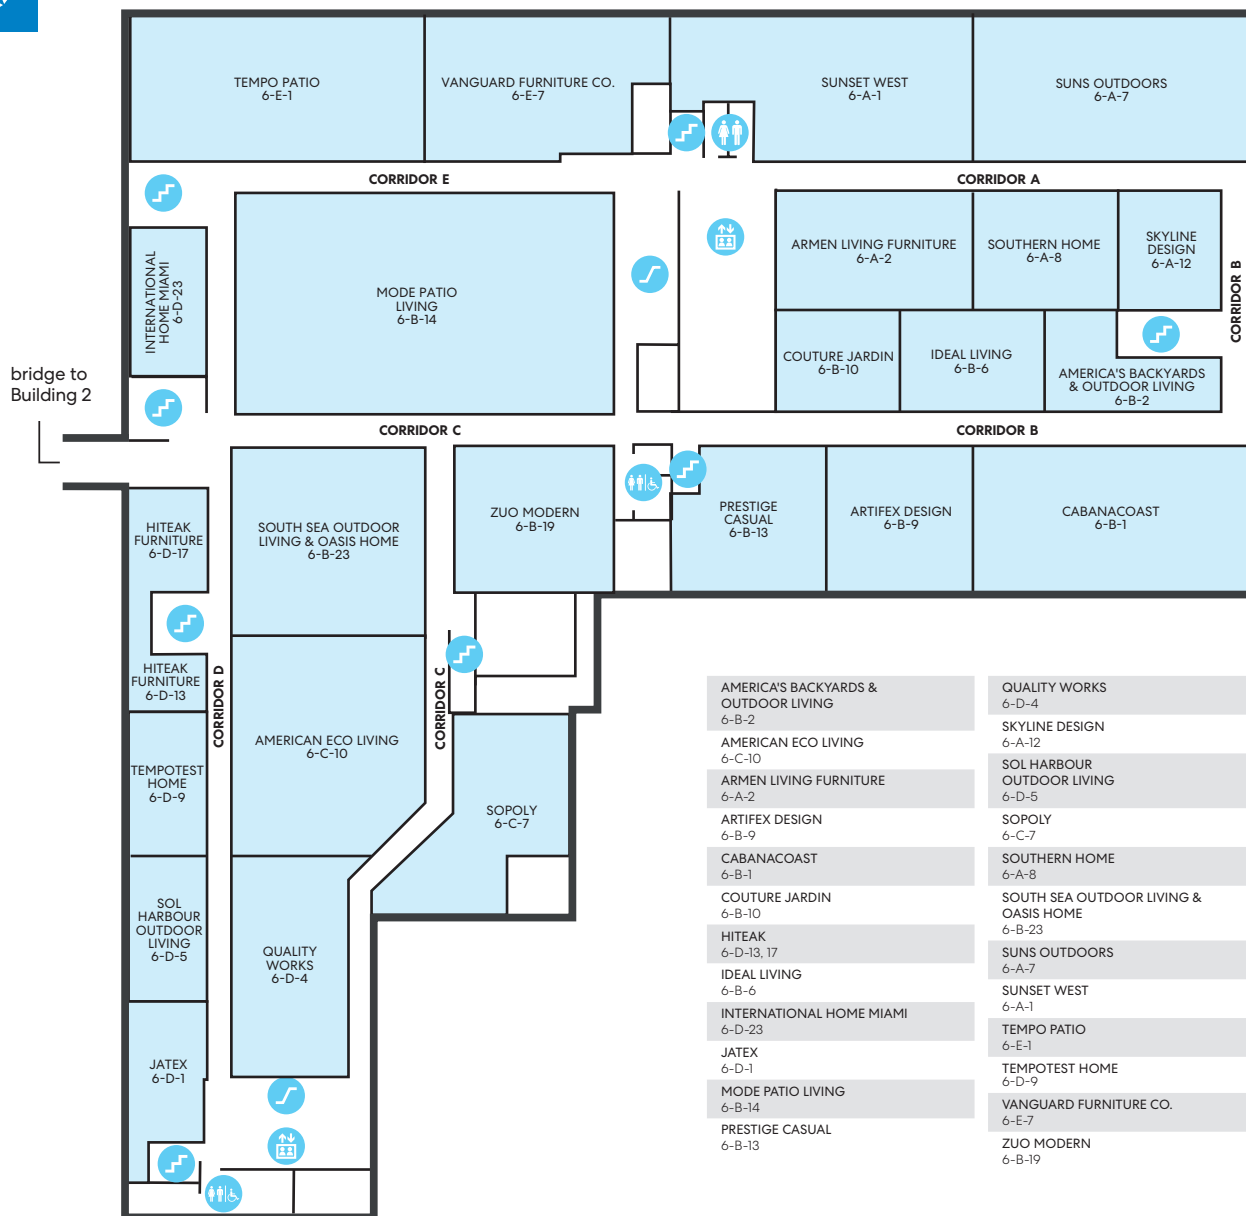 TEMPO PATIO
6-E-1
VANGUARD FURNITURE CO.
6-E-7
SUNSET WEST
6-A-1
SUNS OUTDOORS
6-A-7
CORRIDOR E
CORRIDOR A
INTERNATIONAL
HOME MIAMI
6-D-23
MODE PATIO
LIVING
6-B-14
ARMEN LIVING FURNITURE
6-A-2
SOUTHERN HOME
6-A-8
SKYLINE
DESIGN
6-A-12
CORRIDOR B
COUTURE JARDIN
6-B-10
IDEAL LIVING
6-B-6
AMERICA'S BACKYARDS
& OUTDOOR LIVING
6-B-2
bridge to
Building 2
CORRIDOR C
CORRIDOR B
HITEAK
FURNITURE
6-D-17
SOUTH SEA OUTDOOR
LIVING & OASIS HOME
6-B-23
ZUO MODERN
6-B-19
PRESTIGE
CASUAL
6-B-13
ARTIFEX DESIGN
6-B-9
CABANACOAST
6-B-1
HITEAK
FURNITURE
6-D-13
CORRIDOR D
CORRIDOR C
AMERICAN ECO LIVING
6-C-10
TEMPOTEST
HOME
6-D-9
SOPOLY
6-C-7
SOL
HARBOUR
OUTDOOR
LIVING
6-D-5
QUALITY
WORKS
6-D-4
JATEX
6-D-1
AMERICA'S BACKYARDS &
OUTDOOR LIVING
6-B-2
AMERICAN ECO LIVING
6-C-10
ARMEN LIVING FURNITURE
6-A-2
ARTIFEX DESIGN
6-B-9
CABANACOAST
6-B-1
COUTURE JARDIN
6-B-10
HITEAK
6-D-13, 17
IDEAL LIVING
6-B-6
INTERNATIONAL HOME MIAMI
6-D-23
JATEX
6-D-1
MODE PATIO LIVING
6-B-14
PRESTIGE CASUAL
6-B-13
QUALITY WORKS
6-D-4
SKYLINE DESIGN
6-A-12
SOL HARBOUR
OUTDOOR LIVING
6-D-5
SOPOLY
6-C-7
SOUTHERN HOME
6-A-8
SOUTH SEA OUTDOOR LIVING &
OASIS HOME
6-B-23
SUNS OUTDOORS
6-A-7
SUNSET WEST
6-A-1
TEMPO PATIO
6-E-1
TEMPOTEST HOME
6-D-9
VANGUARD FURNITURE CO.
6-E-7
ZUO MODERN
6-B-19